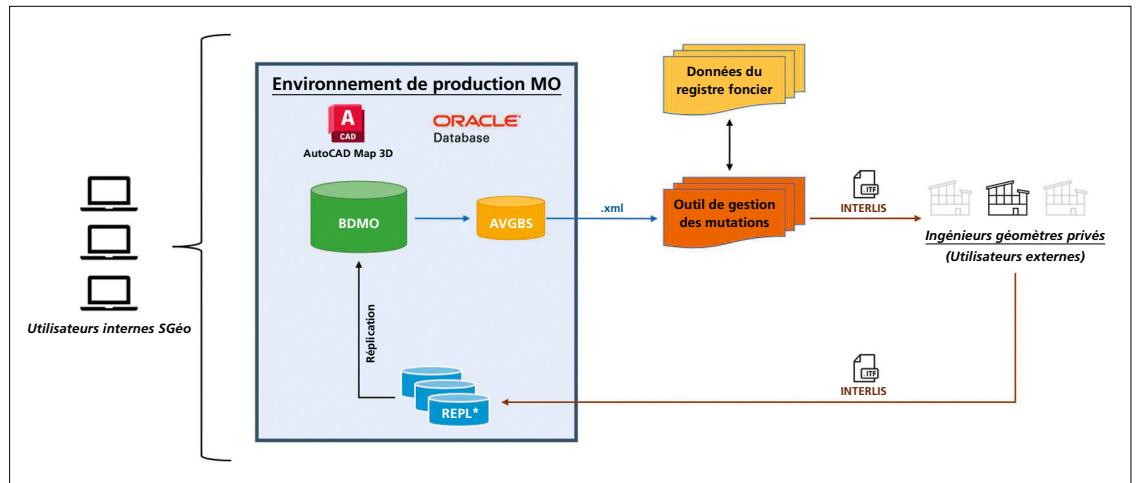 Environnement de production MO
A
CAD
AutoCAD Map 3D
ORACLE®
Database
BDMO
AVGBS
.xml
Réplication
REPL*
Utilisateurs internes SGéo
Données du
registre foncier
Outil de gestion
des mutations
.ITF
INTERLIS
Ingénieurs géomètres privés
(Utilisateurs externes)
.ITF
INTERLIS